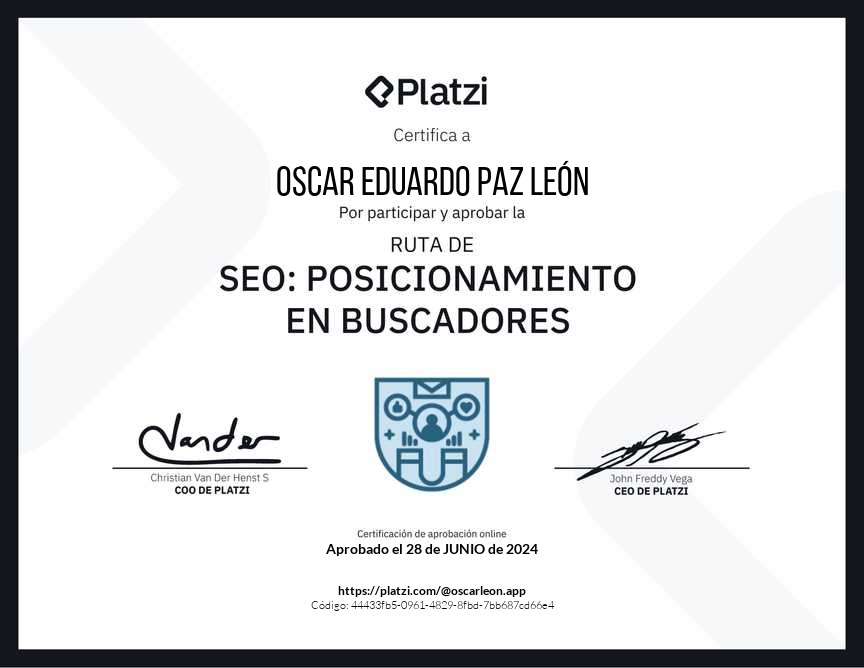 Platzi
Certifica a
OSCAR EDUARDO PAZ LEÓN
Por participar y aprobar la
RUTA DE
SEO: POSICIONAMIENTO
EN BUSCADORES
Vander
Christian Van Der Henst S
COO DE PLATZI
John Freddy Vega
CEO DE PLATZI
Certificación de aprobación online
Aprobado el 28 de JUNIO de 2024
https://platzi.com/@oscarleon.app
Código: 44433fb5-0961-4829-8fbd-7bb687cd66e4